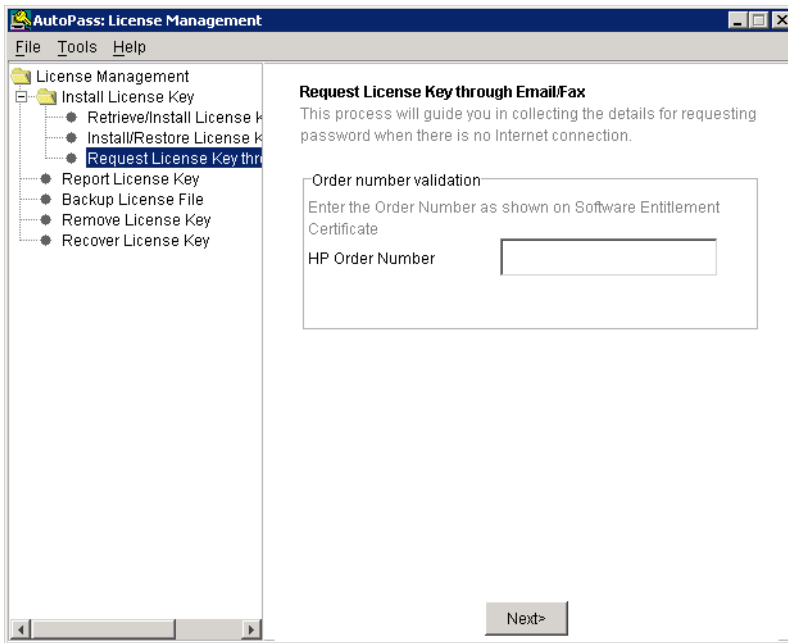 AutoPass: License Management
File Tools Help
License Management
Install License Key
Retrieve/Install License
Install/Restore License
Request License Key
Report License Key
Backup License File
Remove License Key
Recover License Key
Request License Key through Email/Fax
This process will guide you in collecting the details for requesting
password when there is no Internet connection.
Order number validation
Enter the Order Number as shown on Software Entitlement
Certificate
HP Order Number
Next>